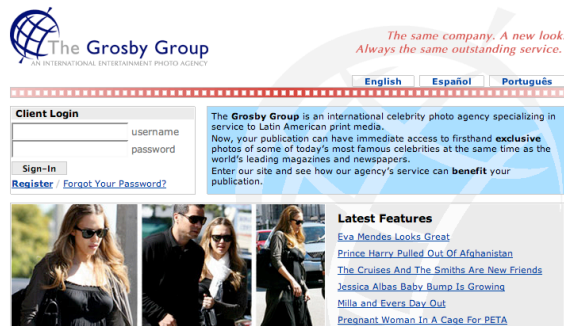 The Grosby Group
AN INTERNATIONAL ENTERTAINMENT PHOTO AGENCY
The same company. A new look.
Always the same outstanding service.
English
Español
Português
Client Login
username
password
Sign-In
Register / Forgot Your Password?
The Grosby Group is an international celebrity photo agency specializing in
service to Latin American print media.
Now, your publication can have immediate access to firsthand exclusive
photos of some of today's most famous celebrities at the same time as the
world's leading magazines and newspapers.
Enter our site and see how our agency's service can benefit your
publication.
Latest Features
Eva Mendes Looks Great
Prince Harry Pulled Out Of Afghanistan
The Cruises And The Smiths Are New Friends
Jessica Albas Baby Bump Is Growing
Milla and Evers Day Out
Pregnant Woman In A Cage For PETA